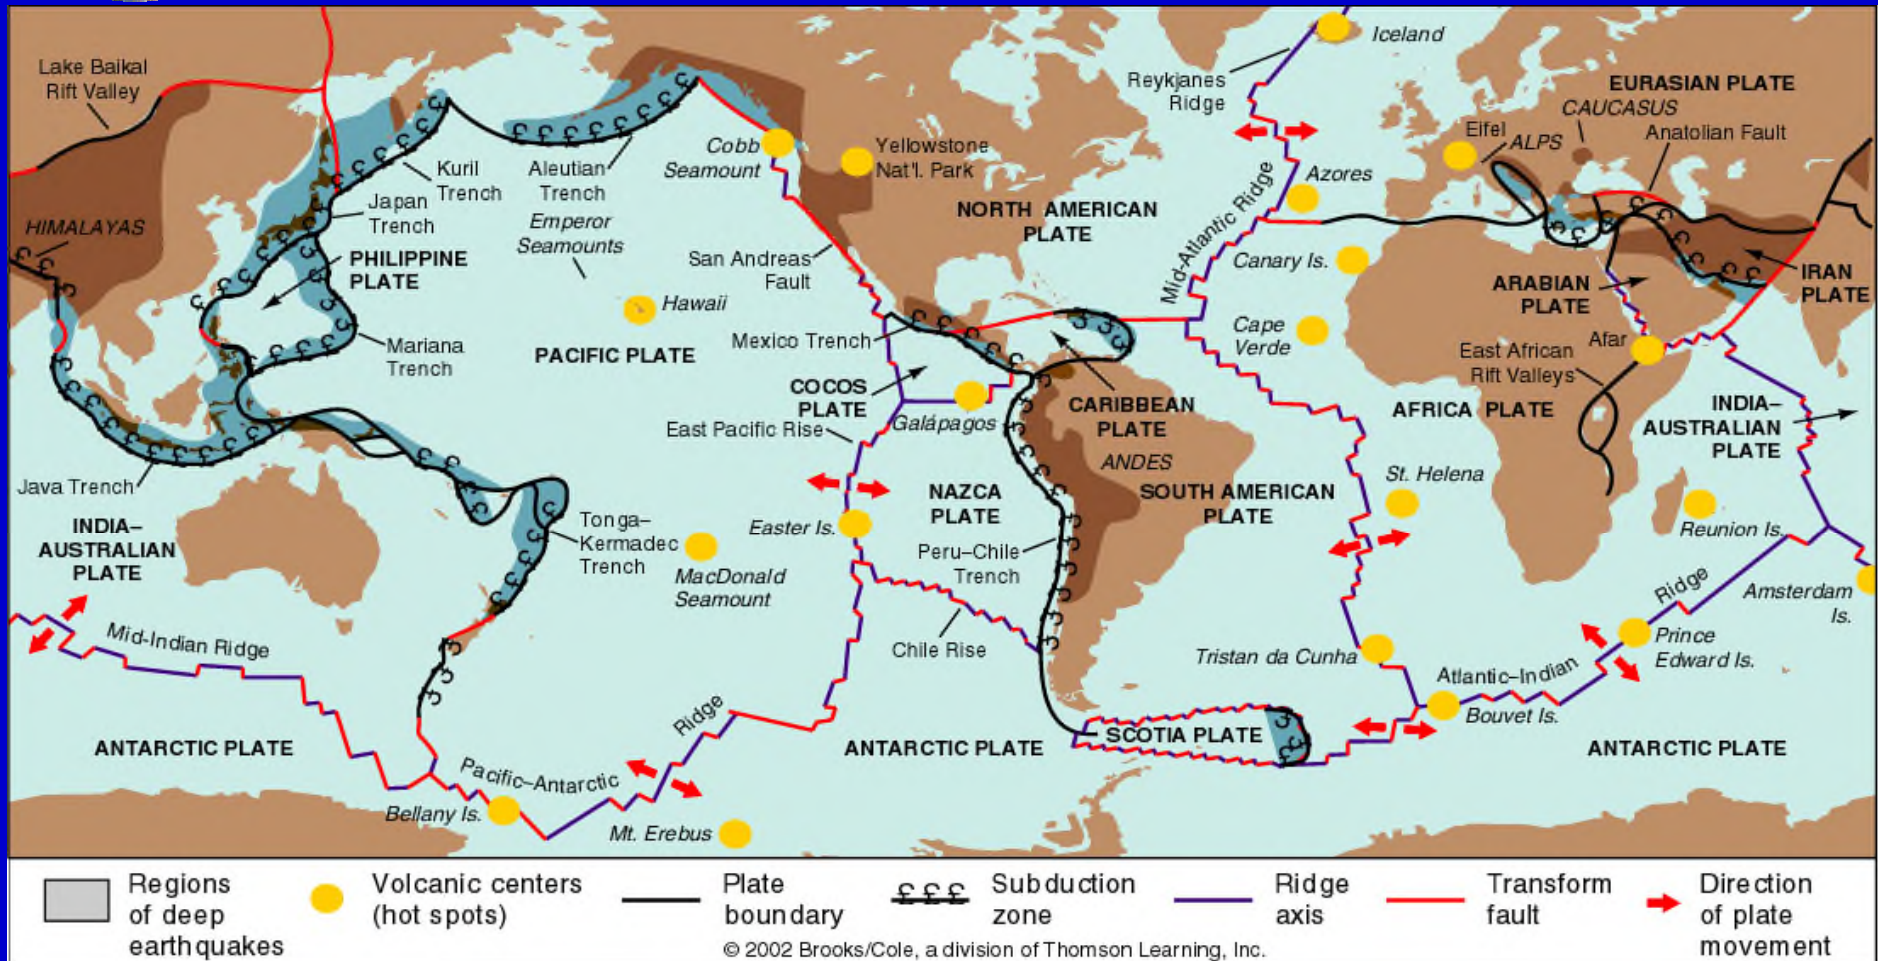 Iceland
Lake Baikal
Rift Valley
Reykjanes
Ridge
EURASIAN PLATE
CAUCASUS
Anatolian Fault
Eifel
ALPS
Cobb
Seamount
Yellowstone
Nat'l. Park
Kuril
Trench
Aleutian
Trench
Azores
Japan
Trench
HIMALAYAS
Emperor
Seamounts
NORTH AMERICAN
PLATE
Mid-Atlantic Ridge
PHILIPPINE
PLATE
San Andreas
Fault
Canary Is.
ARABIAN
PLATE
IRAN
PLATE
Hawaii
Mariana
Trench
PACIFIC PLATE
Mexico Trench
Cape
Verde
Afar
East African
Rift Valleys
COCOS
PLATE
Galápagos
CARIBBEAN
PLATE
AFRICA PLATE
INDIA–
AUSTRALIAN
PLATE
East Pacific Rise
ANDES
Java Trench
NAZCA
PLATE
SOUTH AMERICAN
PLATE
St. Helena
INDIA–
AUSTRALIAN
PLATE
Tonga–
Kermadec
Trench
Easter Is.
Reunion Is.
Peru–Chile
Trench
MacDonald
Seamount
Amsterdam
Is.
Mid-Indian Ridge
Chile Rise
Tristan da Cunha
Atlantic–Indian
Ridge
Prince
Edward Is.
Bouvet Is.
ANTARCTIC PLATE
Pacific–Antarctic
Ridge
ANTARCTIC PLATE
SCOTIA PLATE
ANTARCTIC PLATE
Bellany Is.
Mt. Erebus
Regions
of deep
earthquakes
Volcanic centers
(hot spots)
Plate
boundary
Subduction
zone
Ridge
axis
Transform
fault
Direction
of plate
movement
© 2002 Brooks/Cole, a division of Thomson Learning, Inc.